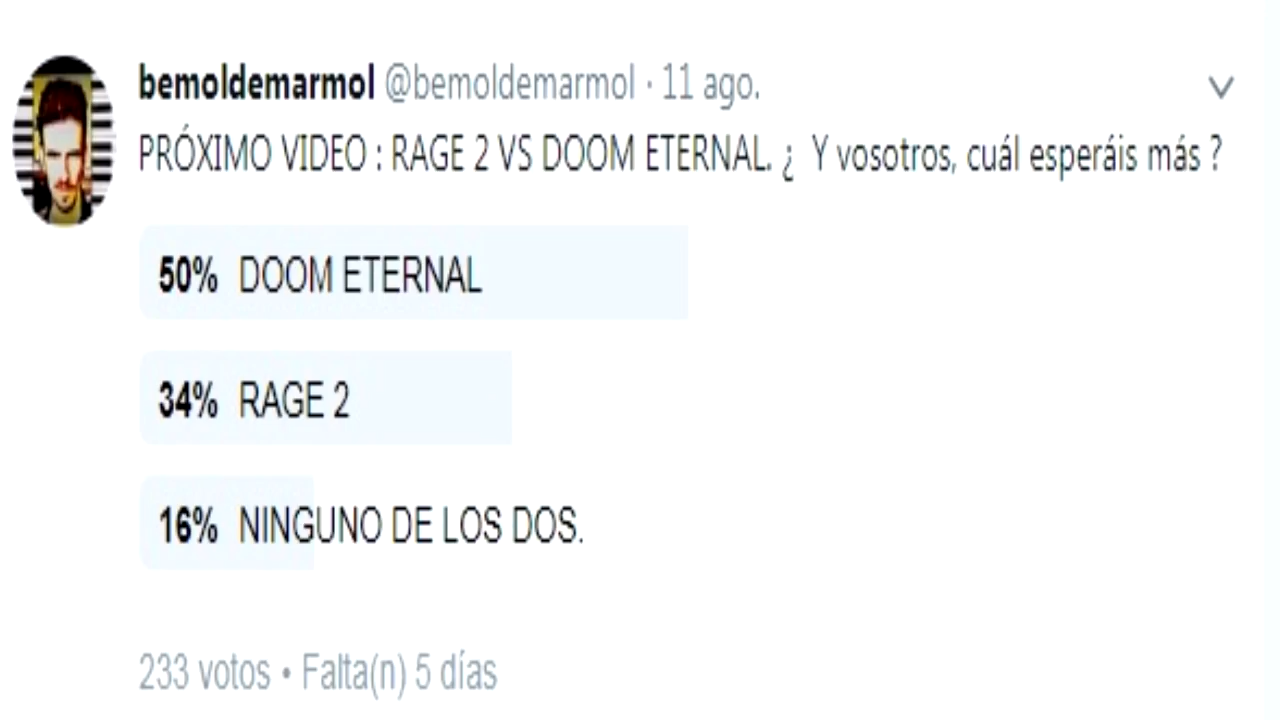 bemoldemarmol @bemoldemarmol · 11 ago.
PRÓXIMO VIDEO : RAGE 2 VS DOOM ETERNAL. ¿ Y vosotros, cuál esperáis más ?
50% DOOM ETERNAL
34% RAGE 2
16% NINGUNO DE LOS DOS.
233 votos • Falta(n) 5 días